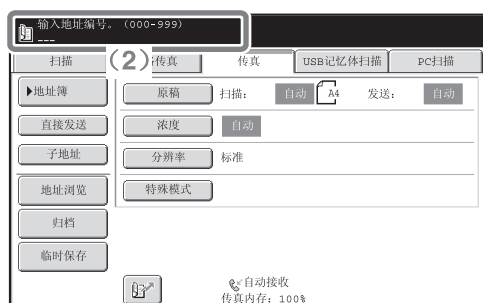 输入地址编号。 (000-999)
---
扫描 (2) 传真 传真 USB记忆体扫描 PC扫描
▶地址簿 原稿 扫描: 自动 A4 发送: 自动
直接发送 浓度 自动
子地址 分辨率 标准
地址浏览 特殊模式
归档
临时保存
自动接收
传真内存: 100%